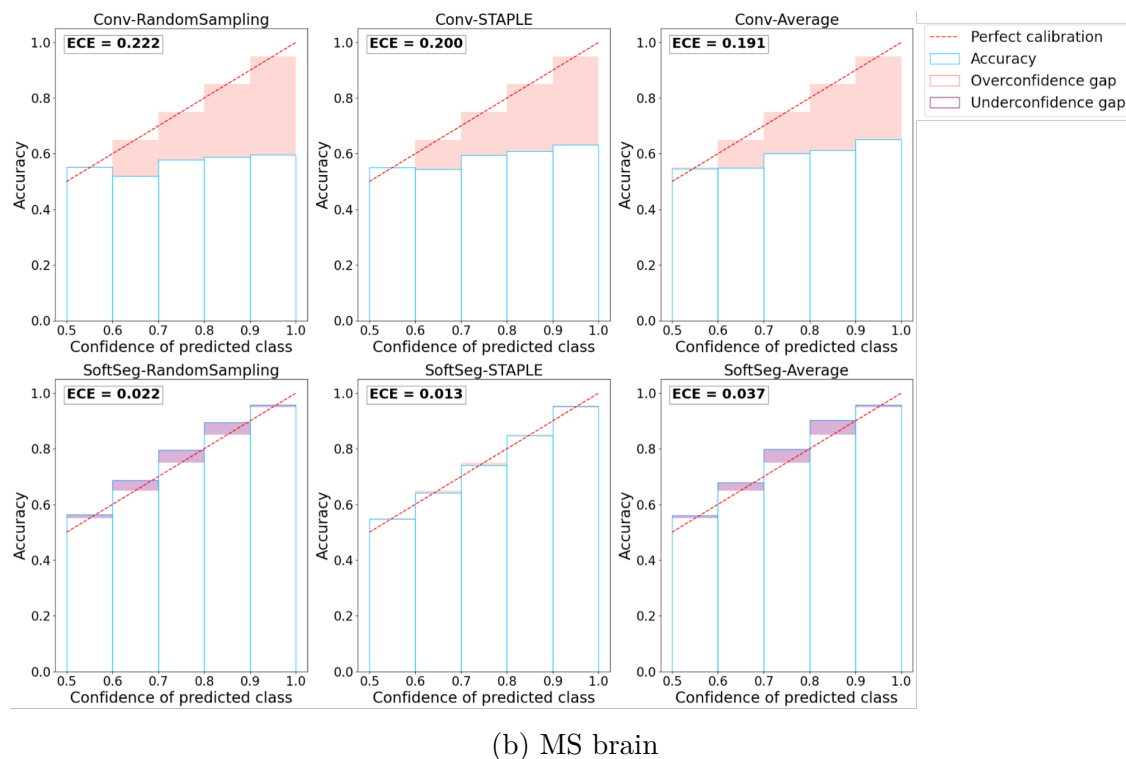 Conv-RandomSampling
ECE = 0.222
Accuracy
1.0
0.8
0.6
0.4
0.2
0.0
0.5 0.6 0.7 0.8 0.9 1.0
Confidence of predicted class
Conv-STAPLE
ECE = 0.200
Accuracy
1.0
0.8
0.6
0.4
0.2
0.0
0.5 0.6 0.7 0.8 0.9 1.0
Confidence of predicted class
Conv-Average
ECE = 0.191
Accuracy
1.0
0.8
0.6
0.4
0.2
0.0
0.5 0.6 0.7 0.8 0.9 1.0
Confidence of predicted class
Perfect calibration
Accuracy
Overconfidence gap
Underconfidence gap
SoftSeg-RandomSampling
ECE = 0.022
Accuracy
1.0
0.8
0.6
0.4
0.2
0.0
0.5 0.6 0.7 0.8 0.9 1.0
Confidence of predicted class
SoftSeg-STAPLE
ECE = 0.013
Accuracy
1.0
0.8
0.6
0.4
0.2
0.0
0.5 0.6 0.7 0.8 0.9 1.0
Confidence of predicted class
SoftSeg-Average
ECE = 0.037
Accuracy
1.0
0.8
0.6
0.4
0.2
0.0
0.5 0.6 0.7 0.8 0.9 1.0
Confidence of predicted class
(b) MS brain